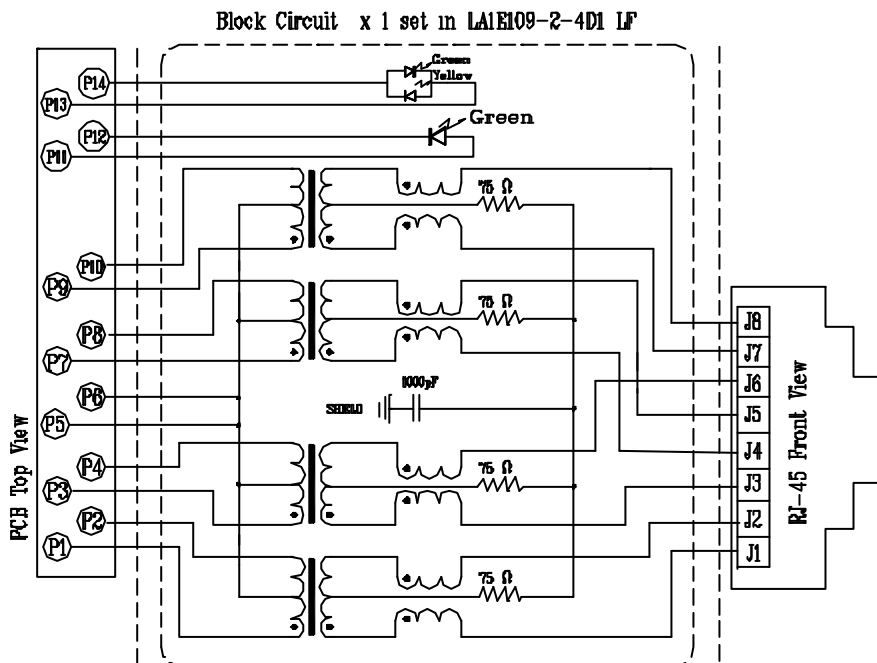 Block Circuit x 1 set in LA1E109-2-4D1 LF
P14
Green
Yellow
P13
P12
Green
P11
75 Ω
P10
P9
75 Ω
J8
P8
J7
P7
1000pF
J6
P6
SHIELD
J5
P5
J4
P4
75 Ω
J3
P3
P2
J2
P1
J1
75 Ω
PCB Top View
RJ-45 Front View